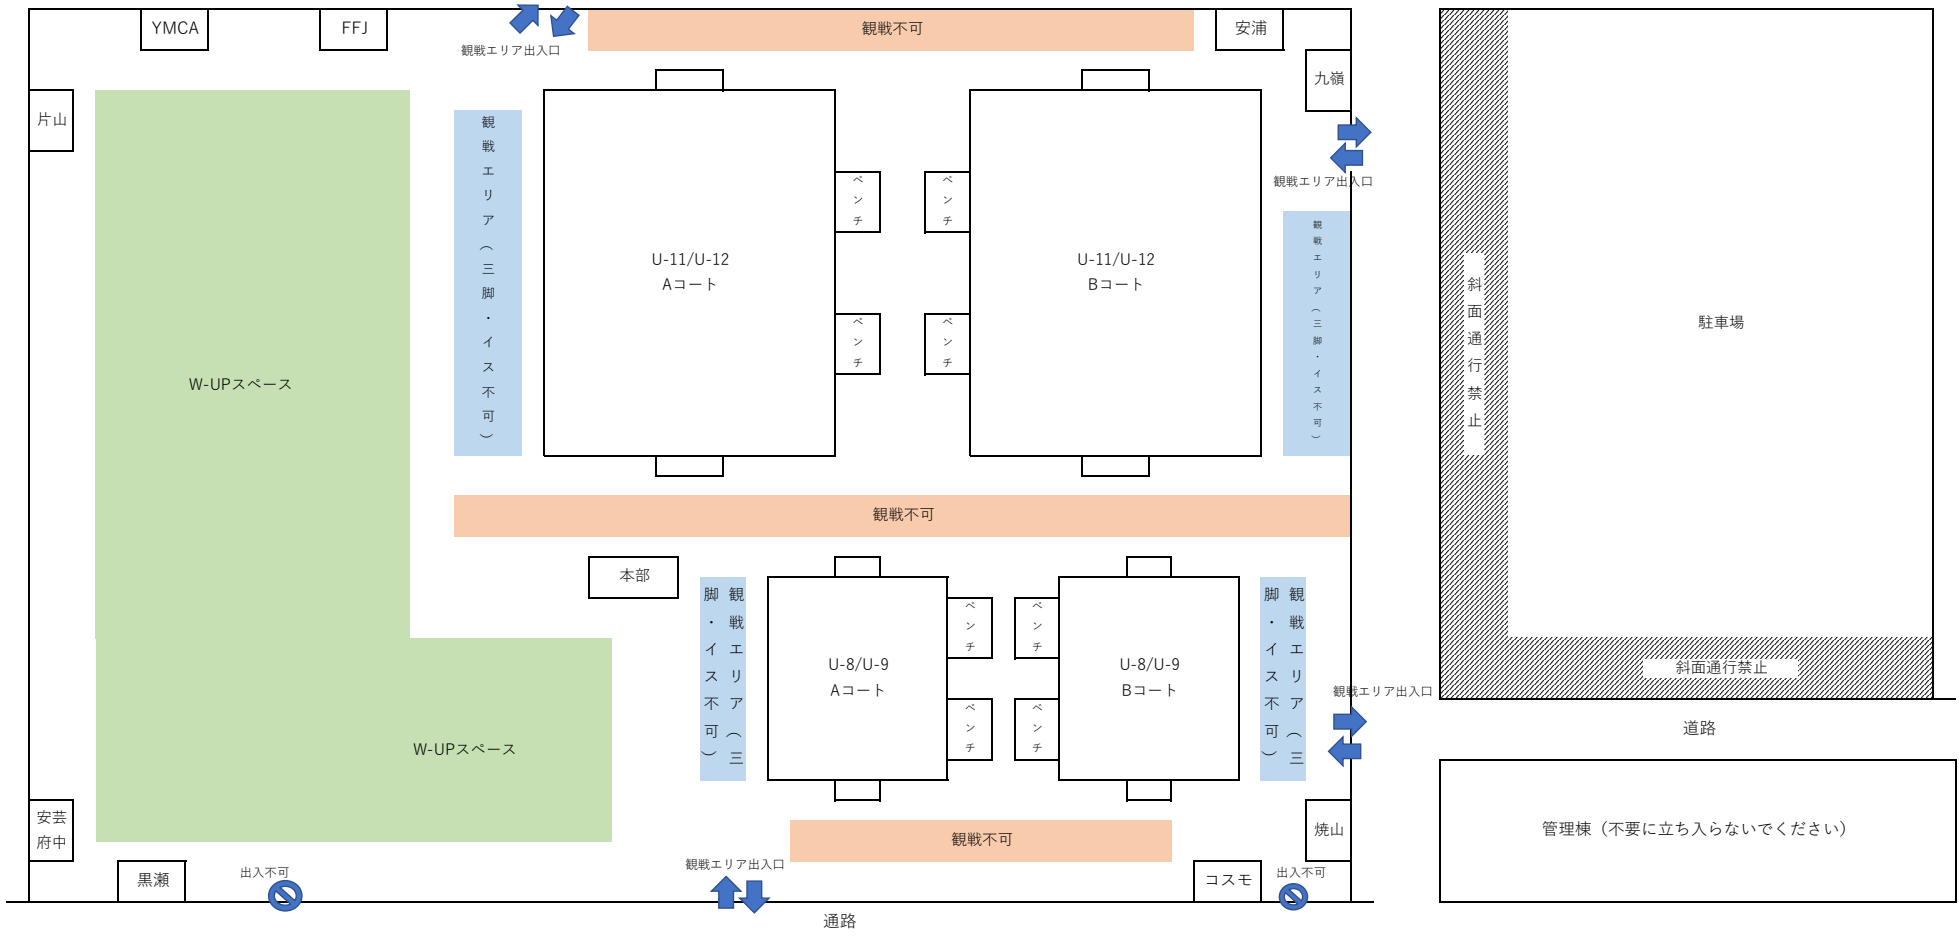 YMCA
FFJ
観戦エリア出入口
観戦不可
安浦
九嶺
片山
観戦エリア（三脚・イス不可）
ベンチ
ベンチ
観戦エリア出入口
観戦エリア（三脚・イス不可）
U-11/U-12
Aコート
U-11/U-12
Bコート
ベンチ
ベンチ
W-UPスペース
斜面通行禁止
駐車場
観戦不可
本部
観戦エリア（三
脚・イス不可）
ベンチ
ベンチ
観戦エリア（三
脚・イス不可）
U-8/U-9
Aコート
U-8/U-9
Bコート
ベンチ
ベンチ
斜面通行禁止
観戦エリア出入口
道路
W-UPスペース
安芸
府中
観戦不可
焼山
管理棟（不要に立ち入らないでください）
黒瀬
出入不可
観戦エリア出入口
コスモ
出入不可
通路